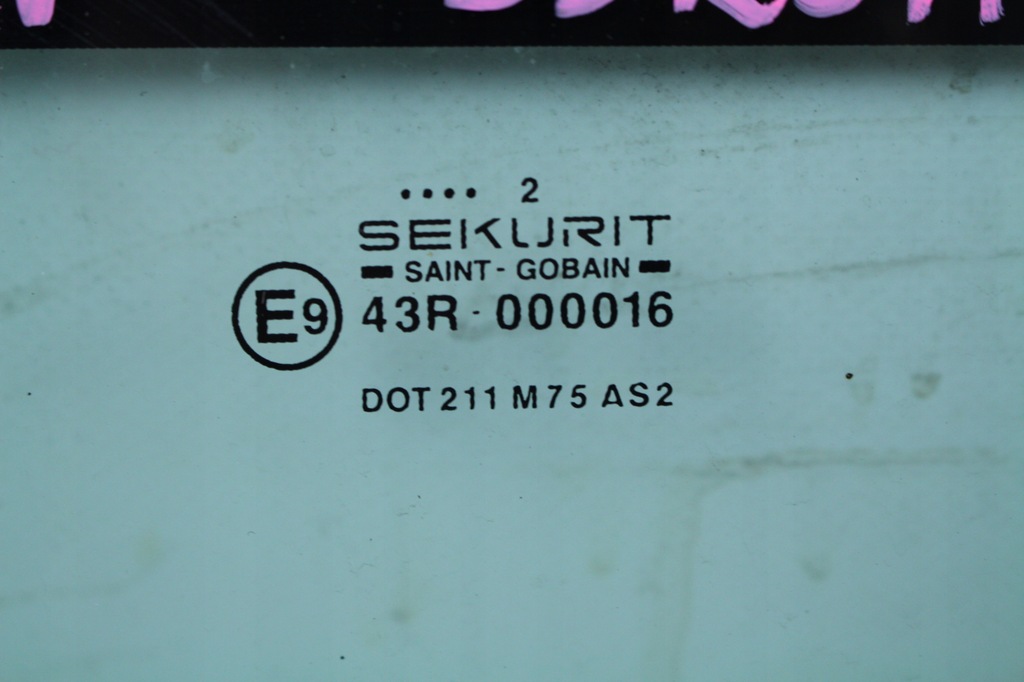 .... 2
SEKURIT
SAINT - GOBAIN
E9 43R · 000016
DOT 211 M75 AS2